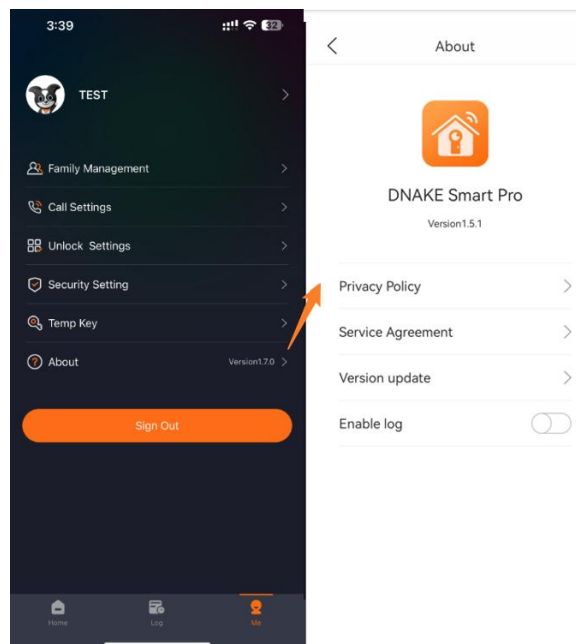 3:39
32
TEST
Family Management
Call Settings
Unlock Settings
Security Setting
Temp Key
About Version1.7.0
Sign Out
Home Log Me
About
DNAKE Smart Pro
Version1.5.1
Privacy Policy
Service Agreement
Version update
Enable log